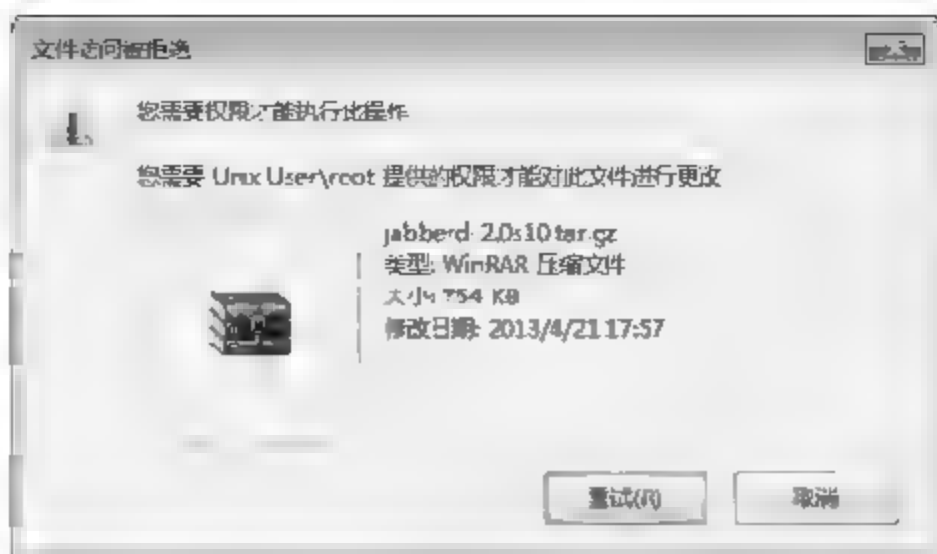 文件访问被拒绝
您需要权限才能执行此操作
您需要 Unix User\root 提供的权限才能对此文件进行更改
jabberd-2.0s10.tar.gz
类型: WinRAR 压缩文件
大小: 754 KB
修改日期: 2013/4/21 17:57
重试(R)
取消